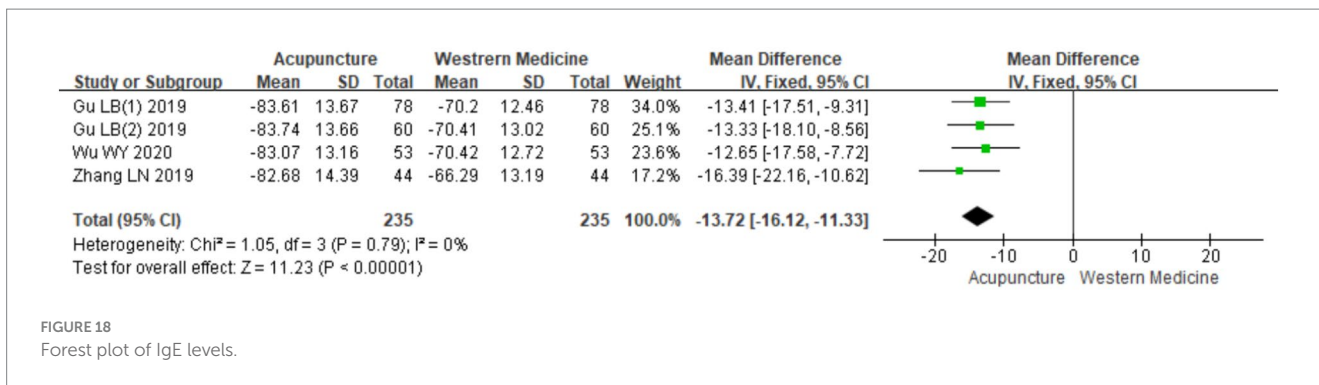 Acupuncture Westrern Medicine Mean Difference Mean Difference
Study or Subgroup Mean SD Total Mean SD Total Weight IV, Fixed, 95% CI IV, Fixed, 95% CI
Gu LB(1) 2019 -83.61 13.67 78 -70.2 12.46 78 34.0% -13.41 [-17.51, -9.31]
Gu LB(2) 2019 -83.74 13.66 60 -70.41 13.02 60 25.1% -13.33 [-18.10, -8.56]
Wu WY 2020 -83.07 13.16 53 -70.42 12.72 53 23.6% -12.65 [-17.58, -7.72]
Zhang LN 2019 -82.68 14.39 44 -66.29 13.19 44 17.2% -16.39 [-22.16, -10.62]
Total (95% CI) 235 235 100.0% -13.72 [-16.12, -11.33]
Heterogeneity: Chi² = 1.05, df = 3 (P = 0.79); I² = 0%
Test for overall effect: Z = 11.23 (P < 0.00001)
-20 -10 0 10 20
Acupuncture Western Medicine
FIGURE 18
Forest plot of IgE levels.